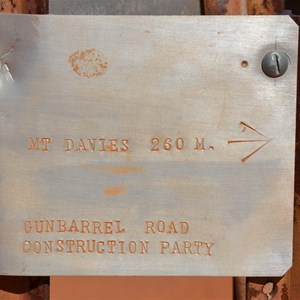 MT DAVIES 260 M.
GUNBARREL ROAD
CONSTRUCTION PARTY